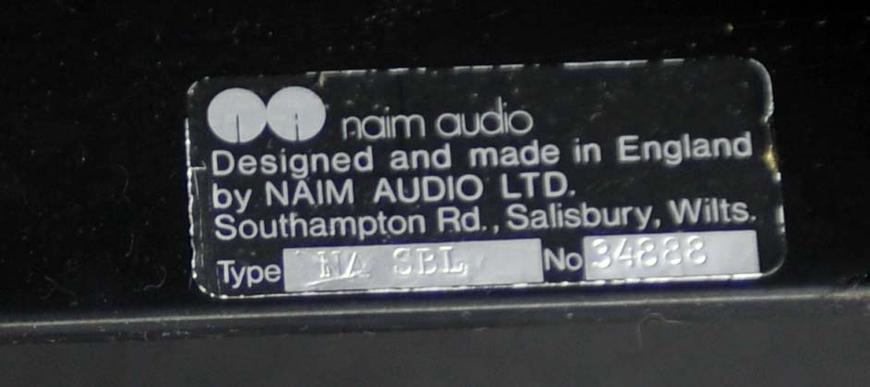 naim audio
Designed and made in England
by NAIM AUDIO LTD.
Southampton Rd., Salisbury, Wilts.
Type NA SBL No 34888